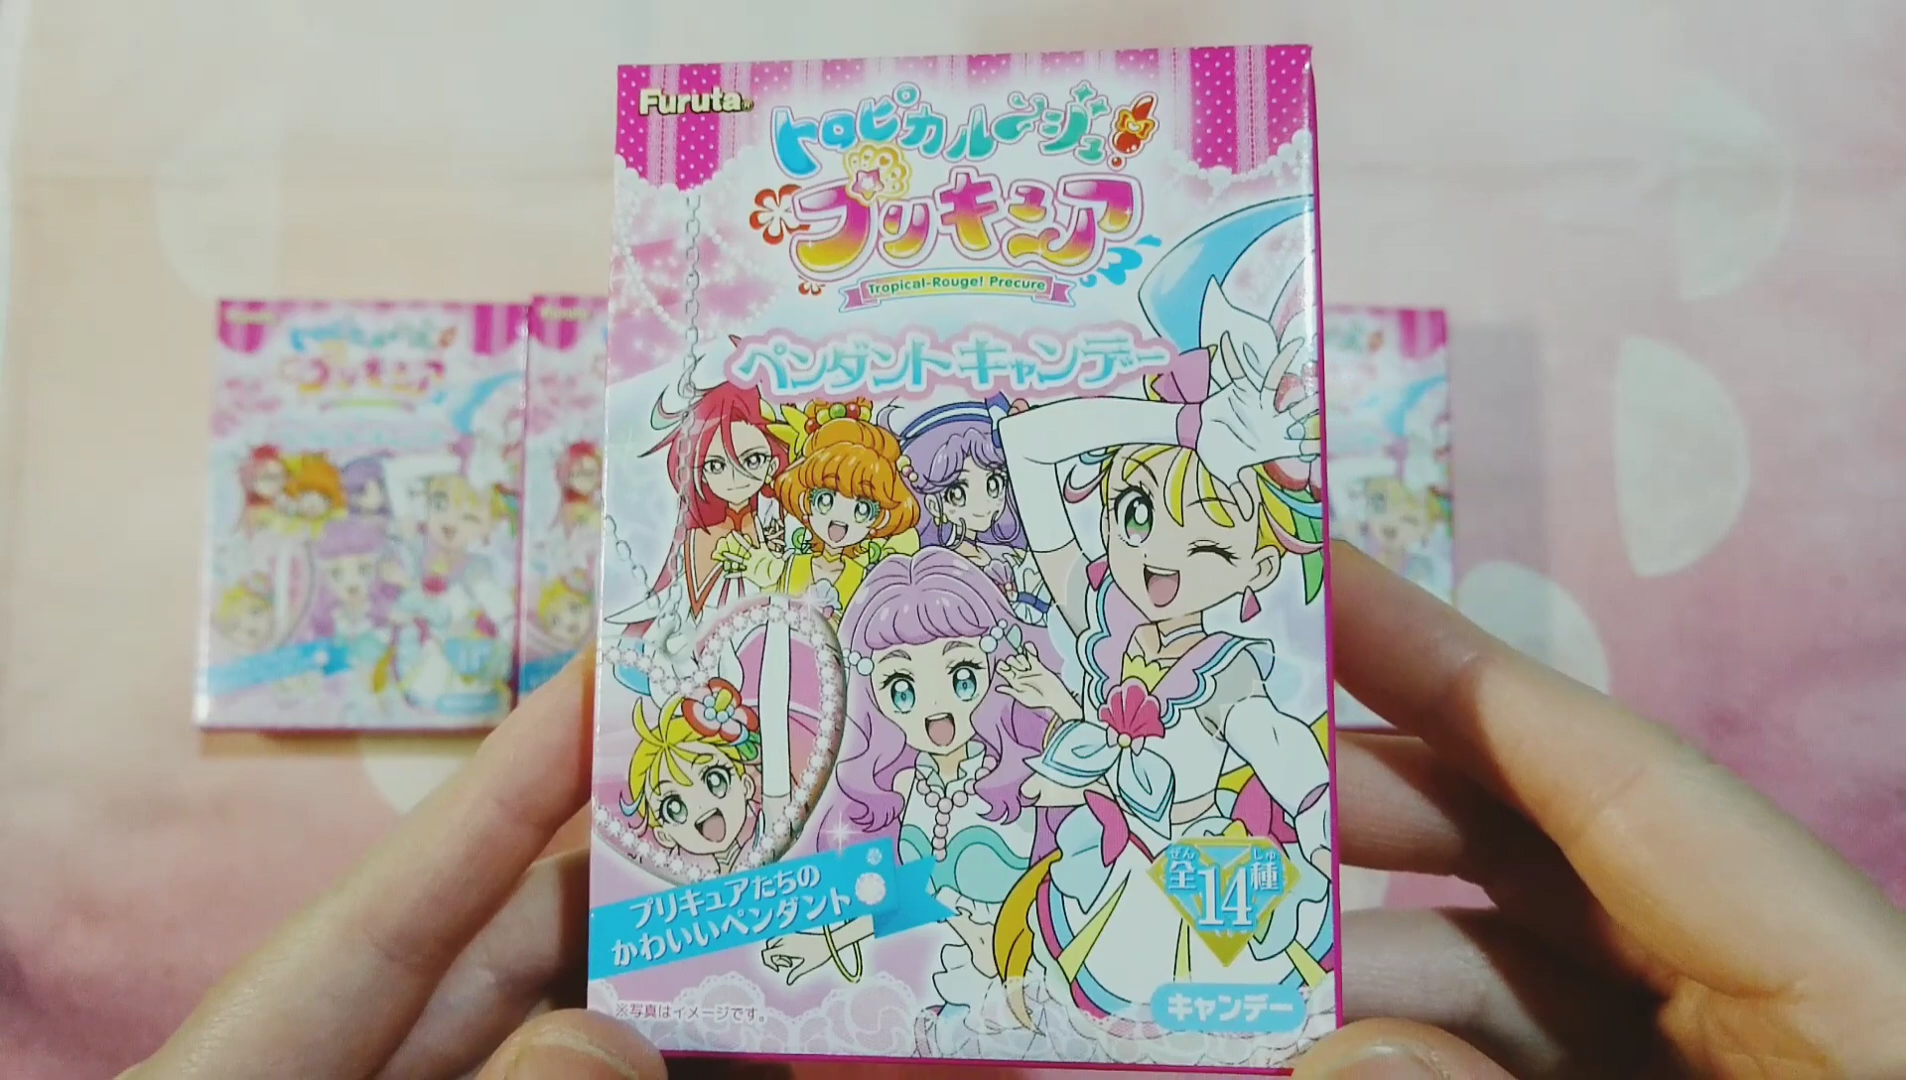 Furuta
トロピカル～ジュ!
プリキュア
Tropical-Rouge! Precure
ペンダントキャンデー
プリキュアたちの
かわいいペンダント
ぜん しゅ
全14種
キャンデー
※写真はイメージです。